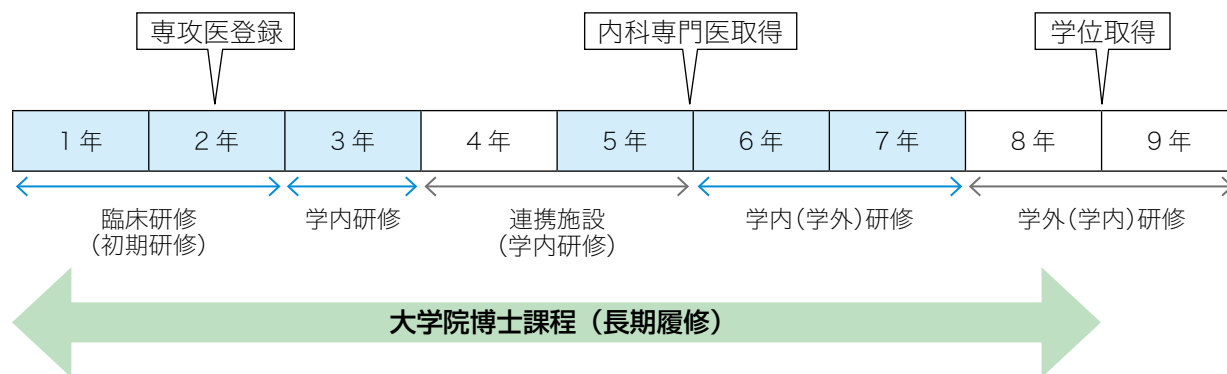 専攻医登録
内科専門医取得
学位取得
1年
2年
3年
4年
5年
6年
7年
8年
9年
臨床研修
(初期研修)
学内研修
連携施設
(学内研修)
学内(学外)研修
学外(学内)研修
大学院博士課程（長期履修）